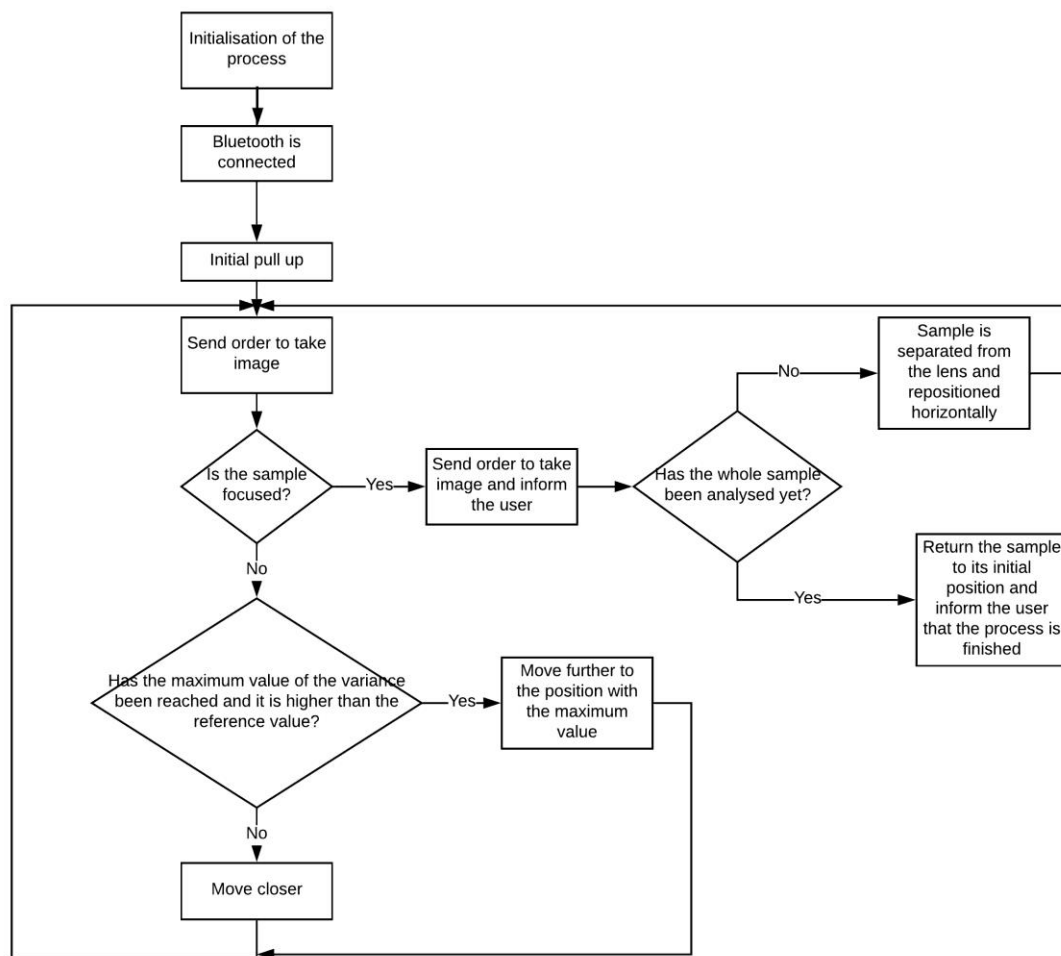 Initialisation of the
process
Bluetooth is
connected
Initial pull up
Send order to take
image
Is the sample
focused?
Yes
Send order to take
image and inform
the user
Has the whole sample
been analysed yet?
No
Sample is
separated from
the lens and
repositioned
horizontally
Yes
Return the sample
to its initial
position and
inform the user
that the process is
finished
No
Has the maximum value of the variance
been reached and it is higher than the
reference value?
Yes
Move further to
the position with
the maximum
value
No
Move closer